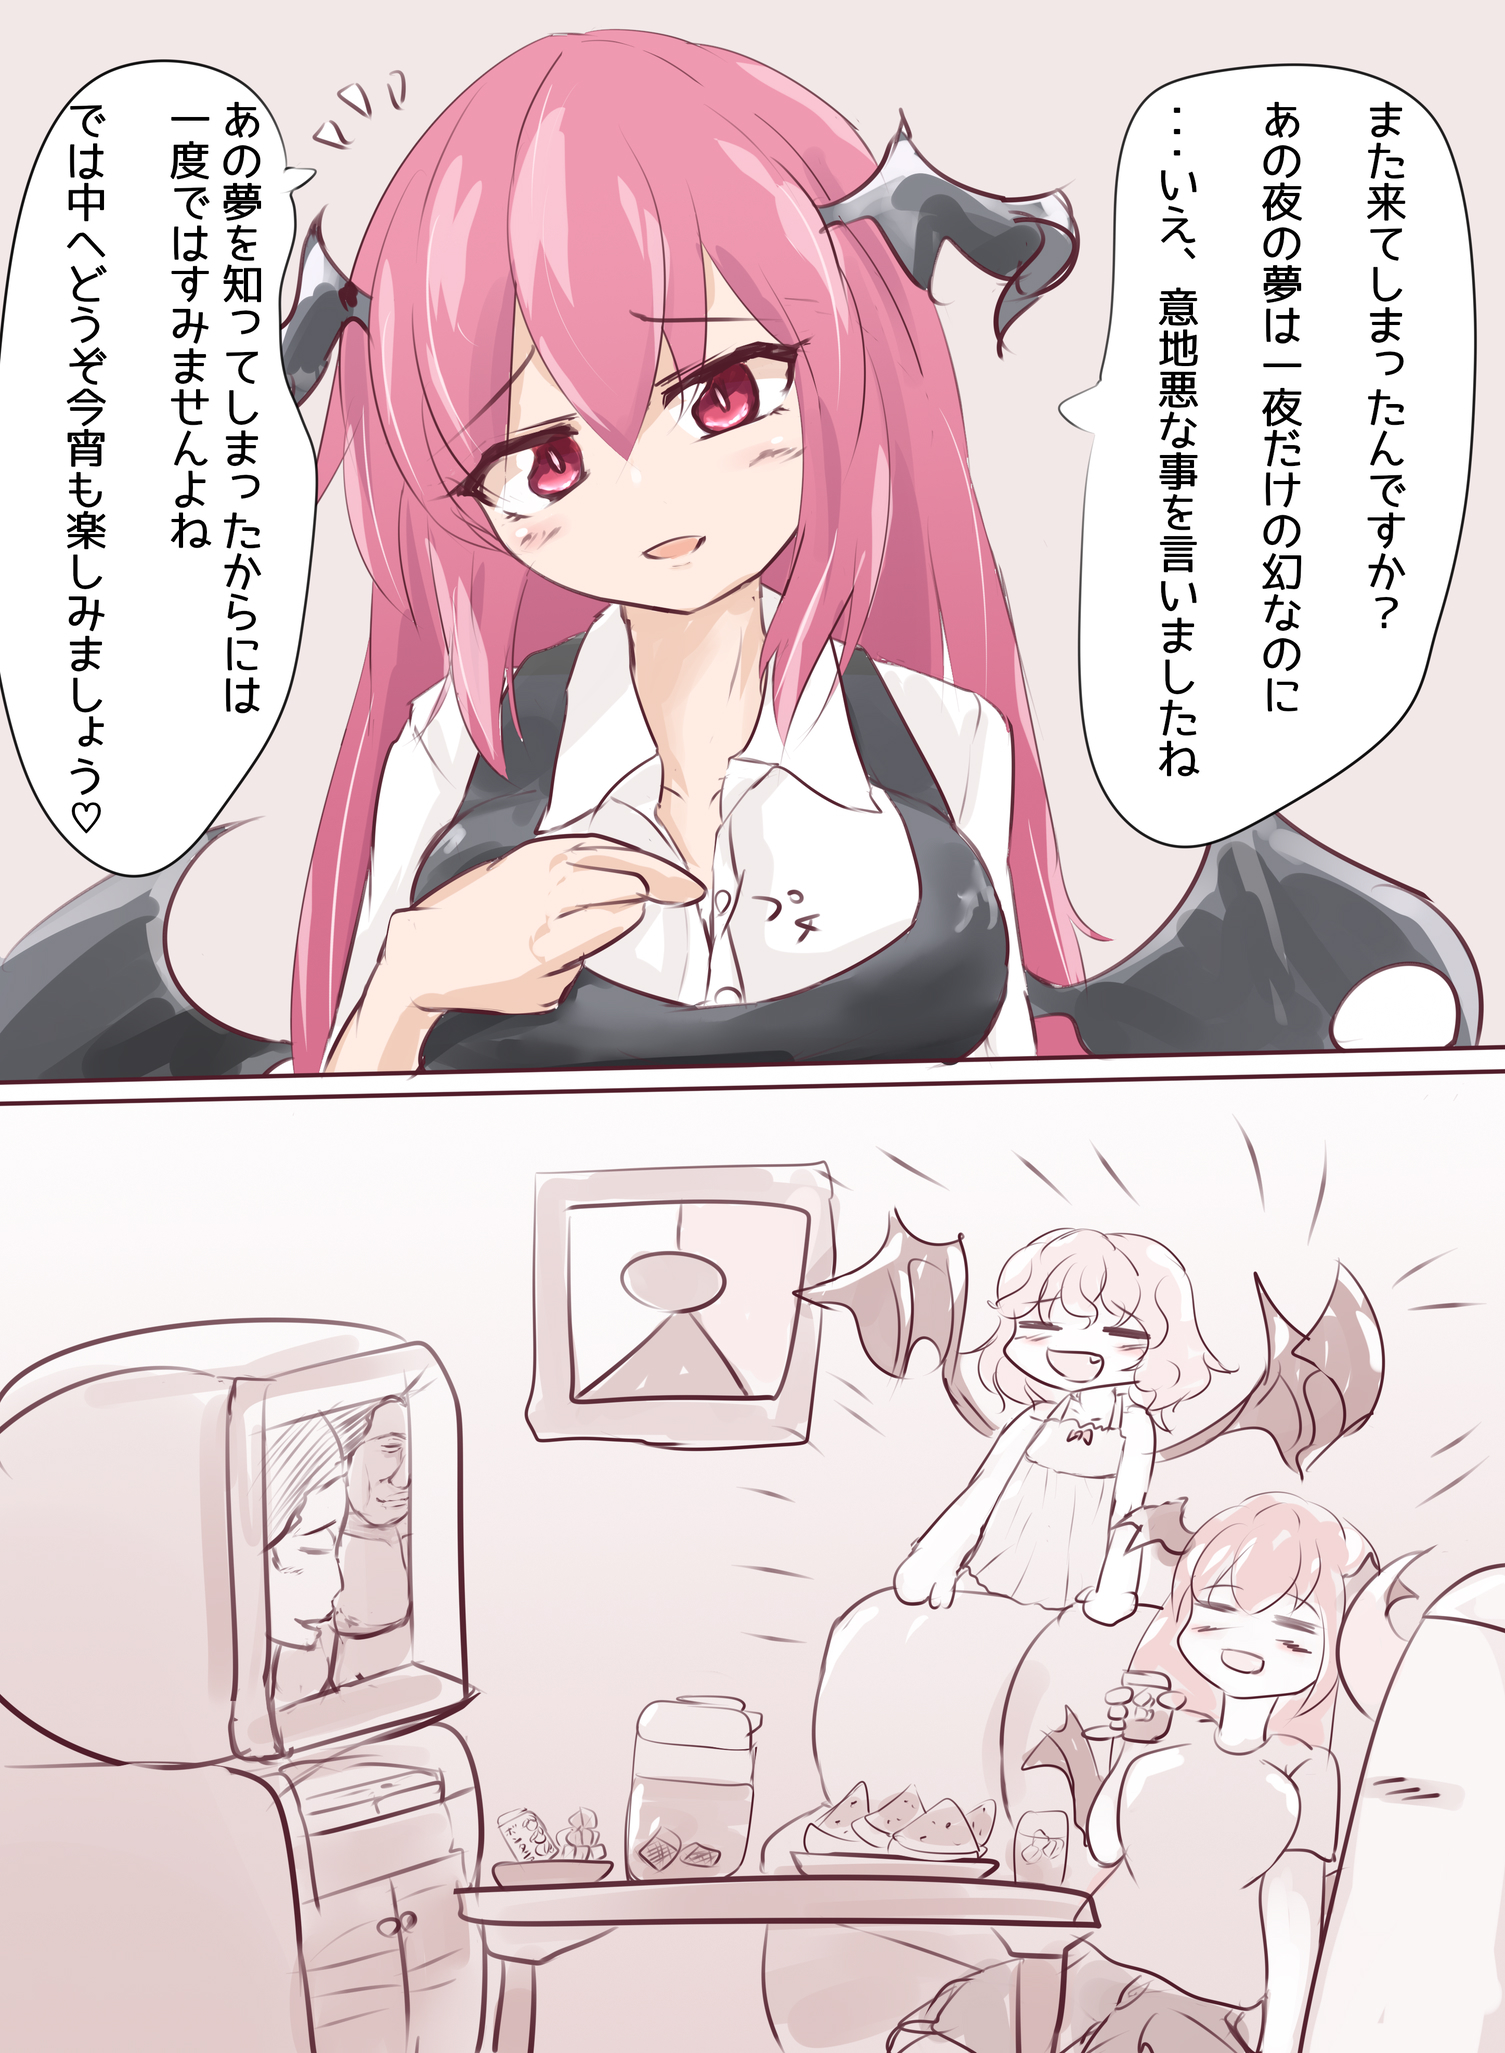 また来てしまったんですか？
あの夜の夢は一夜だけの幻なのに
・・・いえ、意地悪な事を言いましたね
あの夢を知ってしまったからには
一度ではすみませんよね
では中へどうぞ今宵も楽しみましょう♡
プチ